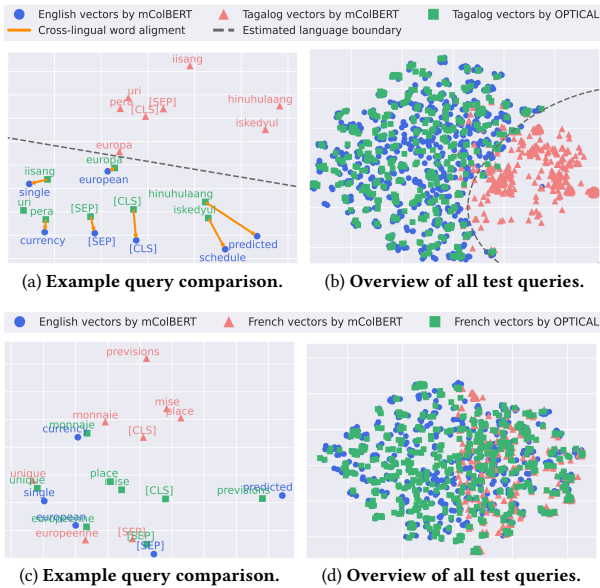 English vectors by mColBERT
Tagalog vectors by mColBERT
Tagalog vectors by OPTICAL
Cross-lingual word aligment
Estimated language boundary
iisang
uri
pera
[SEP]
[CLS]
hinuhulaang
iskedyul
europa
europa
european
iisang
single
uri
pera
currency
[SEP]
[SEP]
[CLS]
[CLS]
hinuhulaang
iskedyul
predicted
schedule
(a) Example query comparison.
(b) Overview of all test queries.
English vectors by mColBERT
French vectors by mColBERT
French vectors by OPTICAL
previsions
mise
place
monnaie
monnaie
currency
[CLS]
unique
unique
single
place
mise
[CLS]
previsions
predicted
european
europeenne
europeenne
[SEP]
[SEP]
[SEP]
(c) Example query comparison.
(d) Overview of all test queries.